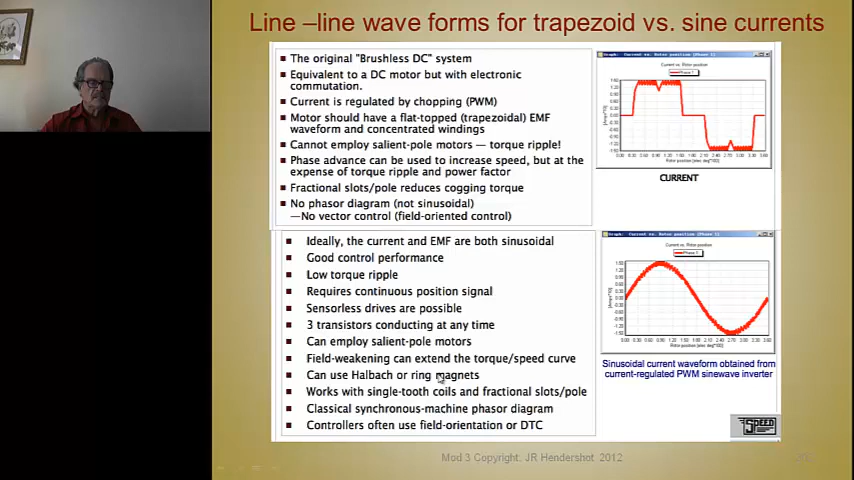 Line –line wave forms for trapezoid vs. sine currents
The original "Brushless DC" system
Equivalent to a DC motor but with electronic
commutation.
Current is regulated by chopping (PWM)
Motor should have a flat-topped (trapezoidal) EMF
waveform and concentrated windings
Cannot employ salient-pole motors — torque ripple!
Phase advance can be used to increase speed, but at the
expense of torque ripple and power factor
Fractional slots/pole reduces cogging torque
No phasor diagram (not sinusoidal)
—No vector control (field-oriented control)
Current vs. Rotor position
CURRENT
Ideally, the current and EMF are both sinusoidal
Good control performance
Low torque ripple
Requires continuous position signal
Sensorless drives are possible
3 transistors conducting at any time
Can employ salient-pole motors
Field-weakening can extend the torque/speed curve
Can use Halbach or ring magnets
Works with single-tooth coils and fractional slots/pole
Classical synchronous-machine phasor diagram
Controllers often use field-orientation or DTC
Current vs. Rotor position
Sinusoidal current waveform obtained from
current-regulated PWM sinewave inverter
SPEED
Mod 3 Copyright. JR Hendershot 2012